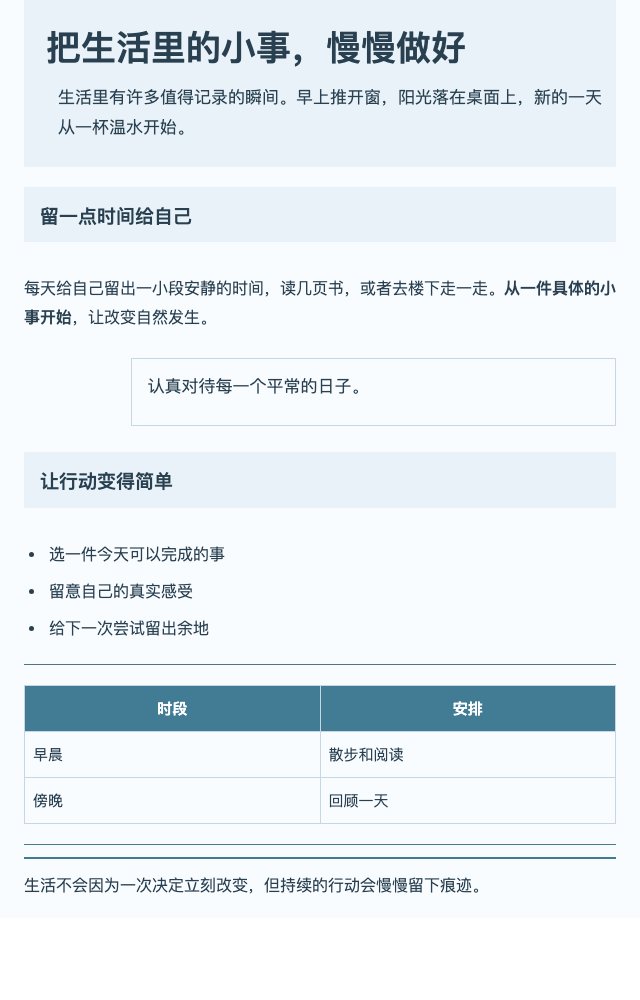 把生活里的小事，慢慢做好
生活里有许多值得记录的瞬间。早上推开窗，阳光落在桌面上，新的一天
从一杯温水开始。
留一点时间给自己
每天给自己留出一小段安静的时间，读几页书，或者去楼下走一走。从一件具体的小
事开始，让改变自然发生。
认真对待每一个平常的日子。
让行动变得简单
• 选一件今天可以完成的事
• 留意自己的真实感受
• 给下一次尝试留出余地
时段 安排
早晨 散步和阅读
傍晚 回顾一天
生活不会因为一次决定立刻改变，但持续的行动会慢慢留下痕迹。